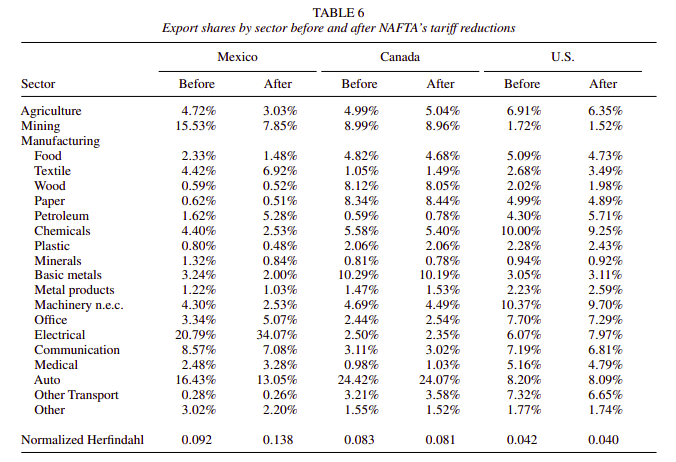 TABLE 6
Export shares by sector before and after NAFTA's tariff reductions
Mexico Canada U.S.
Sector Before After Before After Before After
Agriculture 4.72% 3.03% 4.99% 5.04% 6.91% 6.35%
Mining 15.53% 7.85% 8.99% 8.96% 1.72% 1.52%
Manufacturing
Food 2.33% 1.48% 4.82% 4.68% 5.09% 4.73%
Textile 4.42% 6.92% 1.05% 1.49% 2.68% 3.49%
Wood 0.59% 0.52% 8.12% 8.05% 2.02% 1.98%
Paper 0.62% 0.51% 8.34% 8.44% 4.99% 4.89%
Petroleum 1.62% 5.28% 0.59% 0.78% 4.30% 5.71%
Chemicals 4.40% 2.53% 5.58% 5.40% 10.00% 9.25%
Plastic 0.80% 0.48% 2.06% 2.06% 2.28% 2.43%
Minerals 1.32% 0.84% 0.81% 0.78% 0.94% 0.92%
Basic metals 3.24% 2.00% 10.29% 10.19% 3.05% 3.11%
Metal products 1.22% 1.03% 1.47% 1.53% 2.23% 2.59%
Machinery n.e.c. 4.30% 2.53% 4.69% 4.49% 10.37% 9.70%
Office 3.34% 5.07% 2.44% 2.54% 7.70% 7.29%
Electrical 20.79% 34.07% 2.50% 2.35% 6.07% 7.97%
Communication 8.57% 7.08% 3.11% 3.02% 7.19% 6.81%
Medical 2.48% 3.28% 0.98% 1.03% 5.16% 4.79%
Auto 16.43% 13.05% 24.42% 24.07% 8.20% 8.09%
Other Transport 0.28% 0.26% 3.21% 3.58% 7.32% 6.65%
Other 3.02% 2.20% 1.55% 1.52% 1.77% 1.74%
Normalized Herfindahl 0.092 0.138 0.083 0.081 0.042 0.040